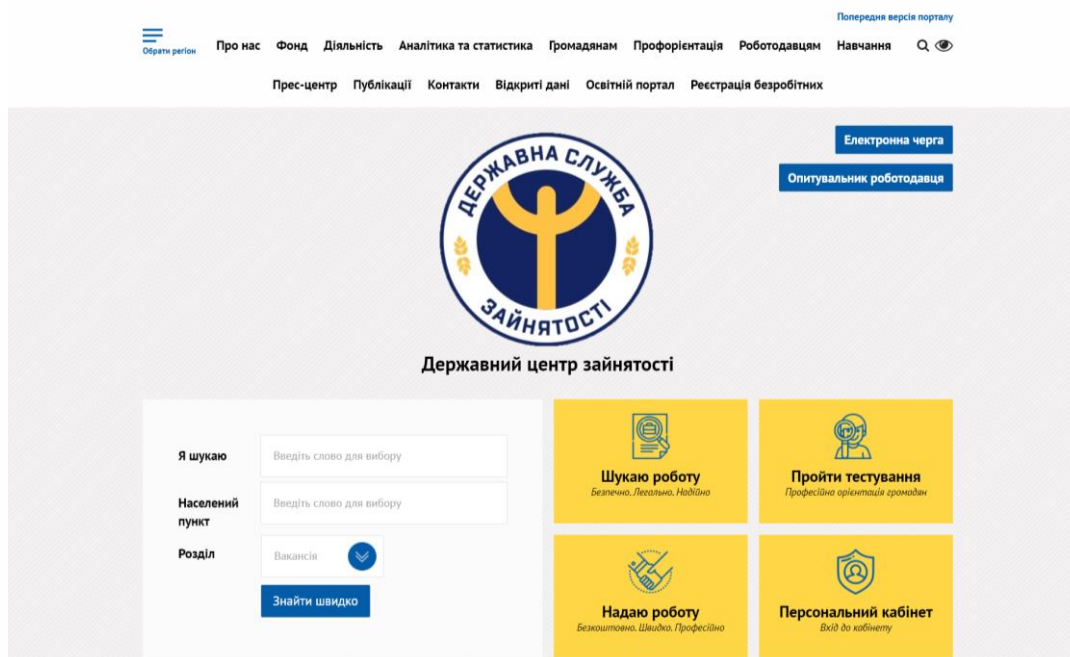 Попередня версія порталу
Обрати регіон
Про нас Фонд Діяльність Аналітика та статистика Громадянам Профорієнтація Роботодавцям Навчання
Прес-центр Публікації Контакти Відкриті дані Освітній портал Реєстрація безробітних
Електронна черга
Опитувальник роботодавця
ДЕРЖАВНА СЛУЖБА
ЗАЙНЯТОСТІ
Державний центр зайнятості
Я шукаю
Введіть слово для вибору
Населений
пункт
Введіть слово для вибору
Розділ
Вакансія
Знайти швидко
Шукаю роботу
Безпечно. Легально. Надійно
Пройти тестування
Професійна орієнтація громадян
Надаю роботу
Безкоштовно. Швидко. Професійно
Персональний кабінет
Вхід до кабінету